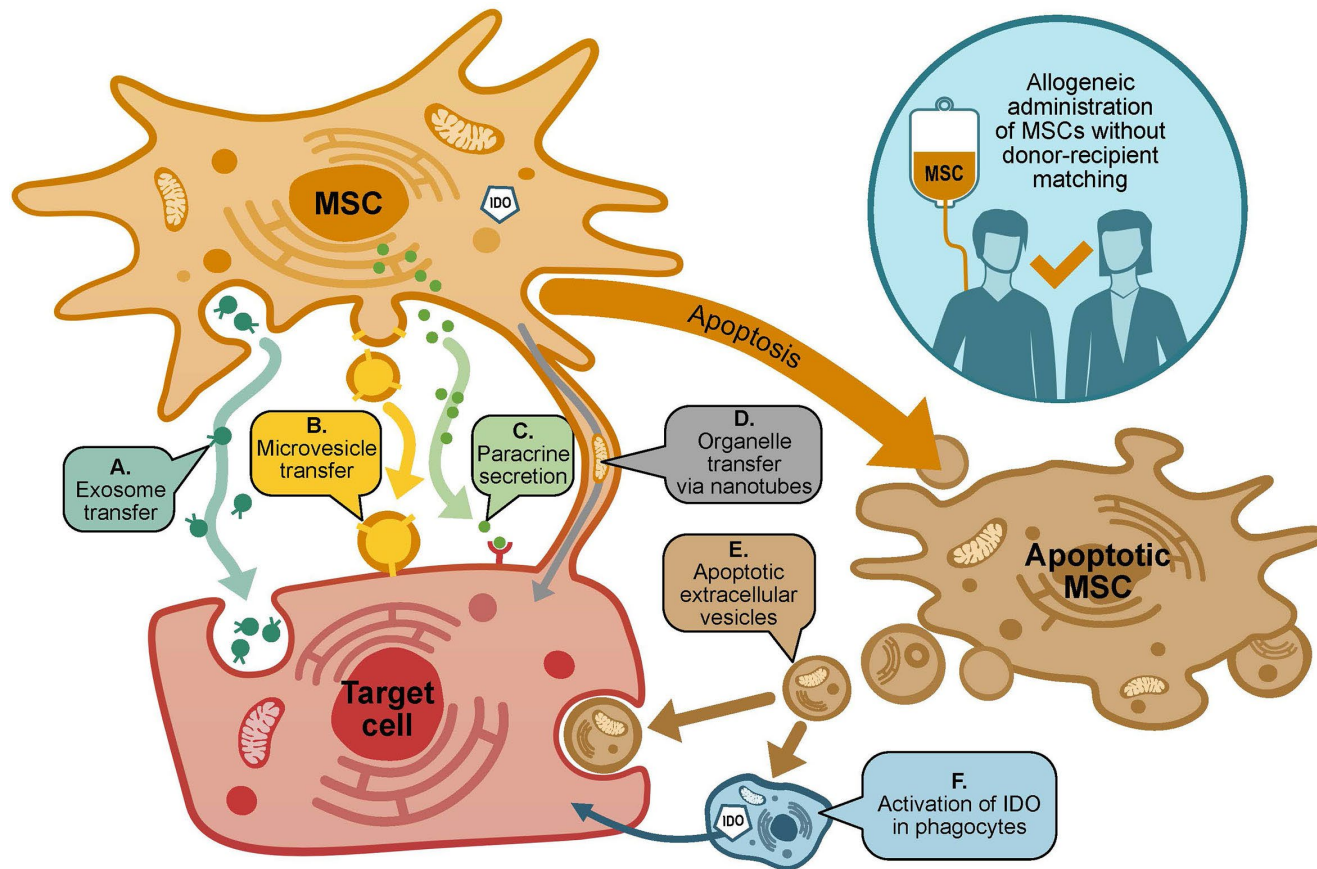 MSC
IDO
Apoptosis
Allogeneic
administration
of MSCs without
donor-recipient
matching
MSC
A.
Exosome
transfer
B.
Microvesicle
transfer
C.
Paracrine
secretion
D.
Organelle
transfer
via nanotubes
E.
Apoptotic
extracellular
vesicles
Apoptotic
MSC
Target
cell
IDO
F.
Activation of IDO
in phagocytes